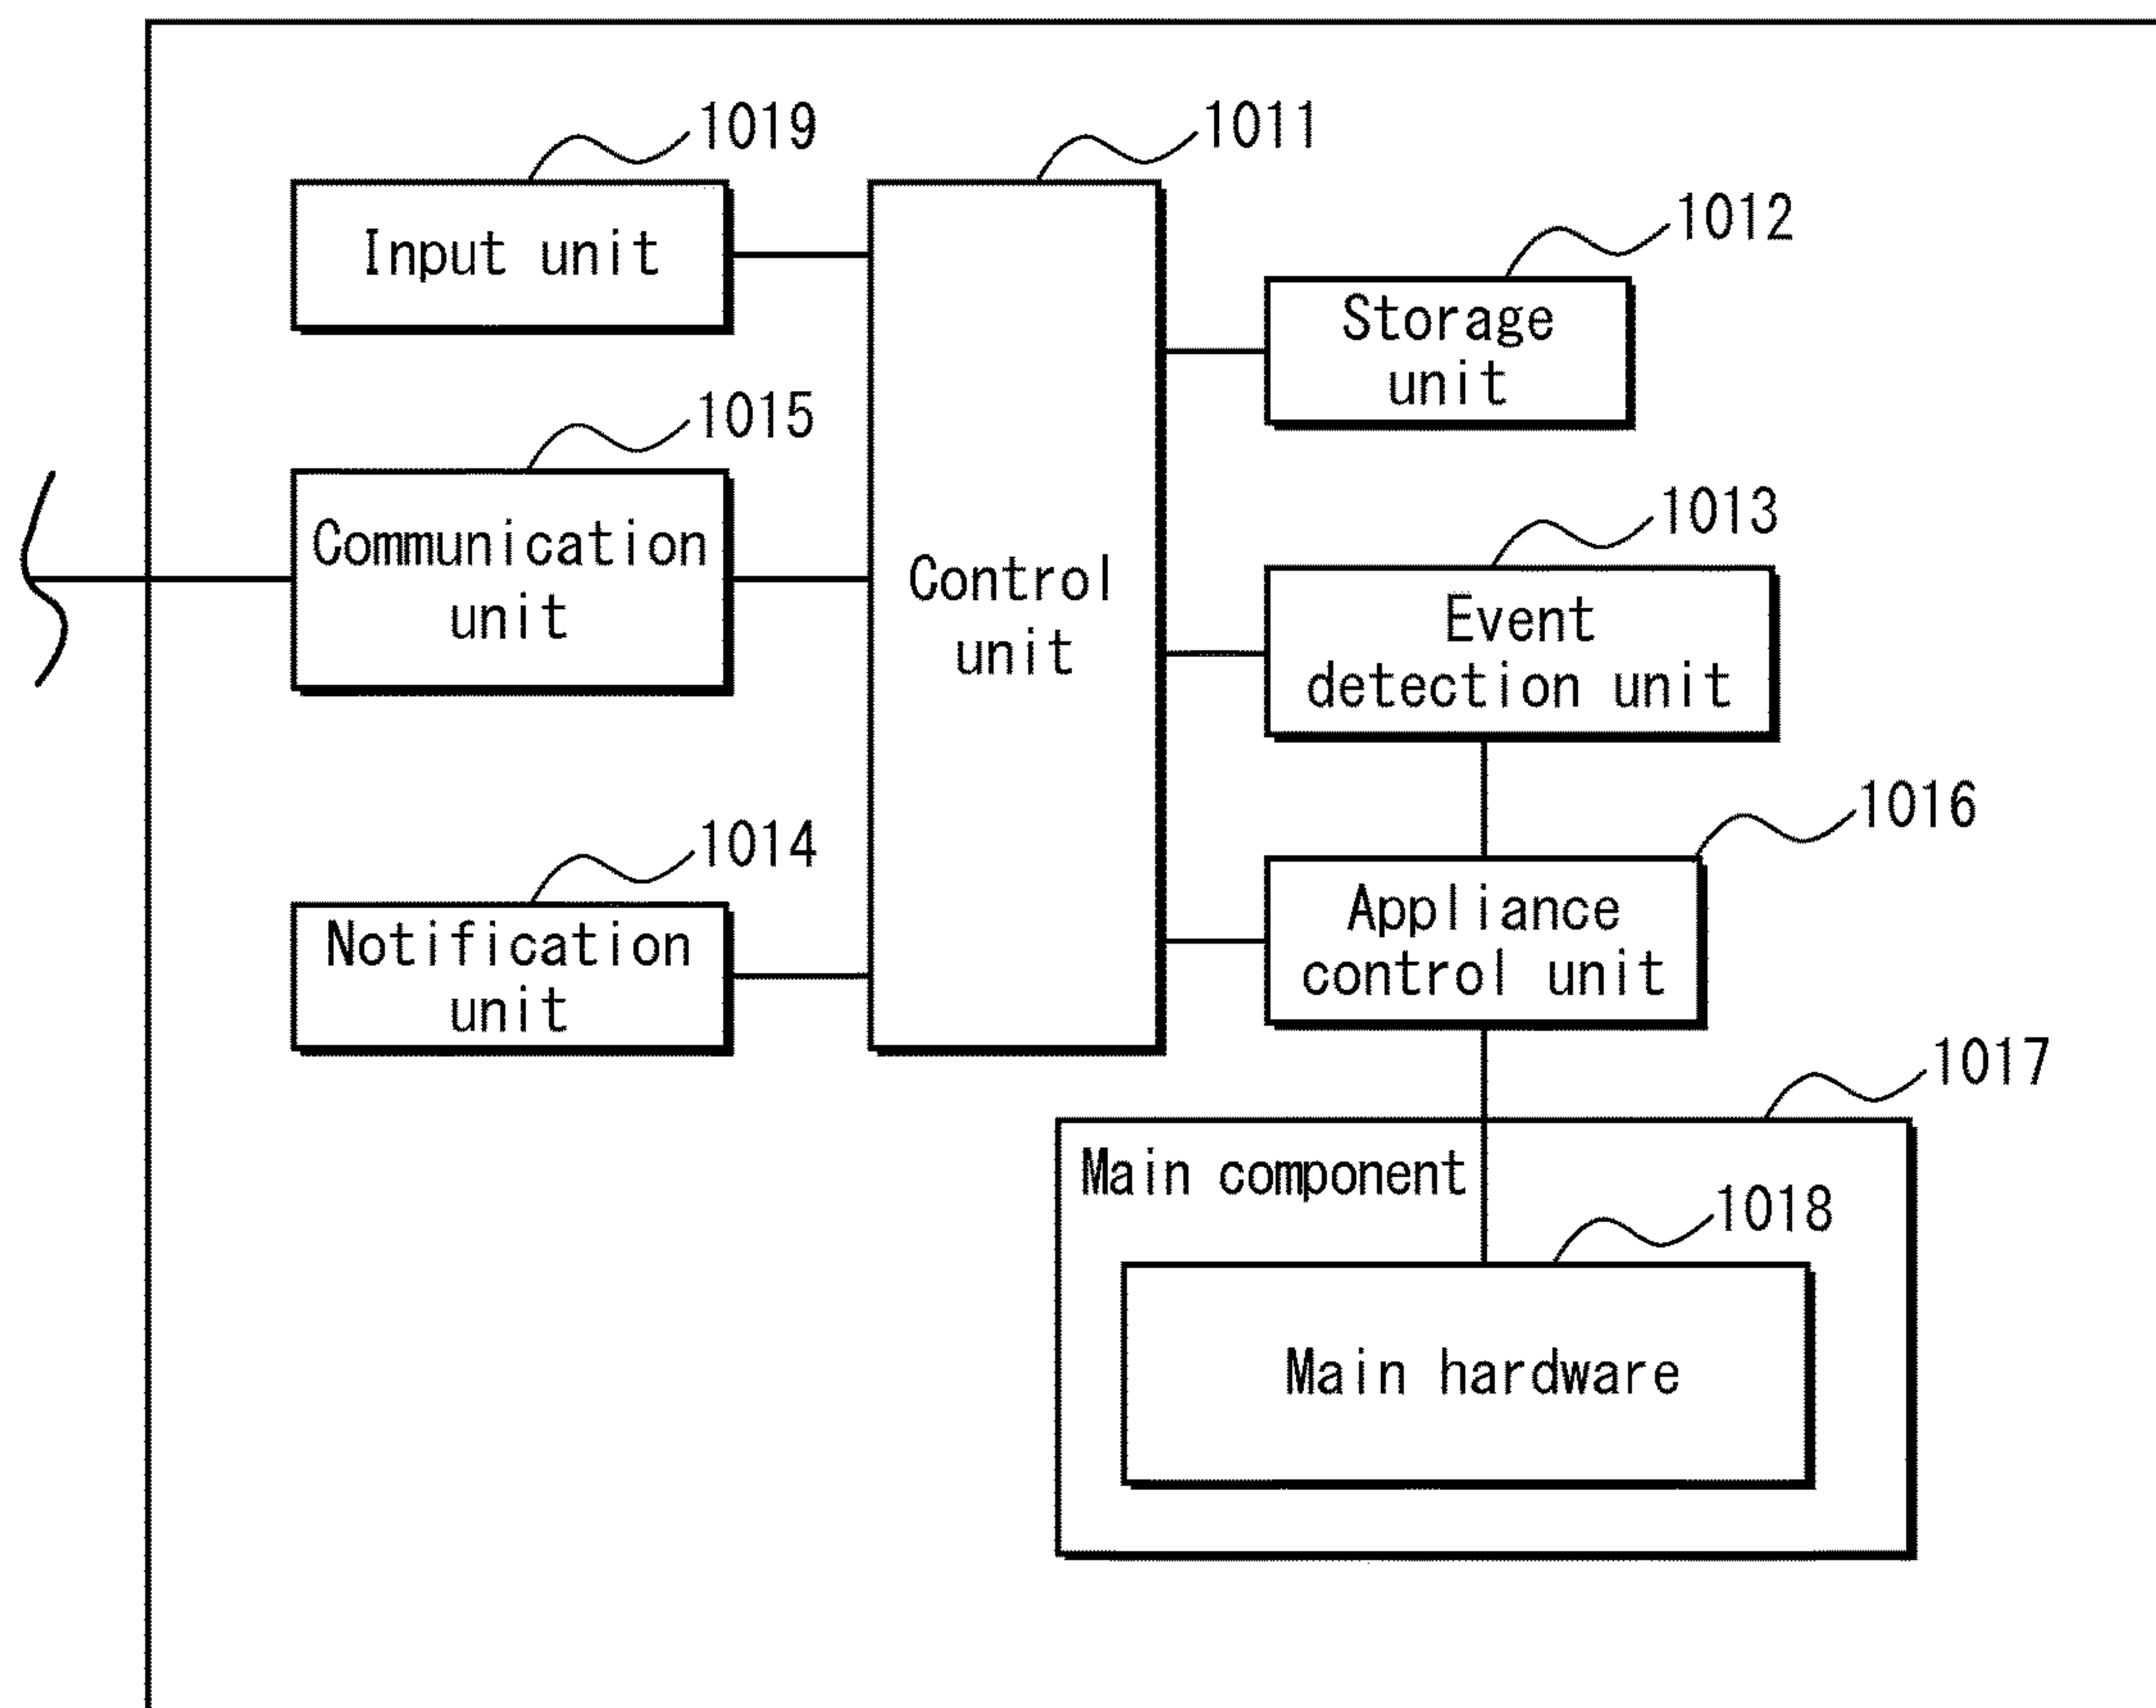 1019
Input unit
1015
Communication
unit
1014
Notification
unit
1011
Control
unit
1012
Storage
unit
1013
Event
detection unit
1016
Appliance
control unit
1017
Main component
1018
Main hardware